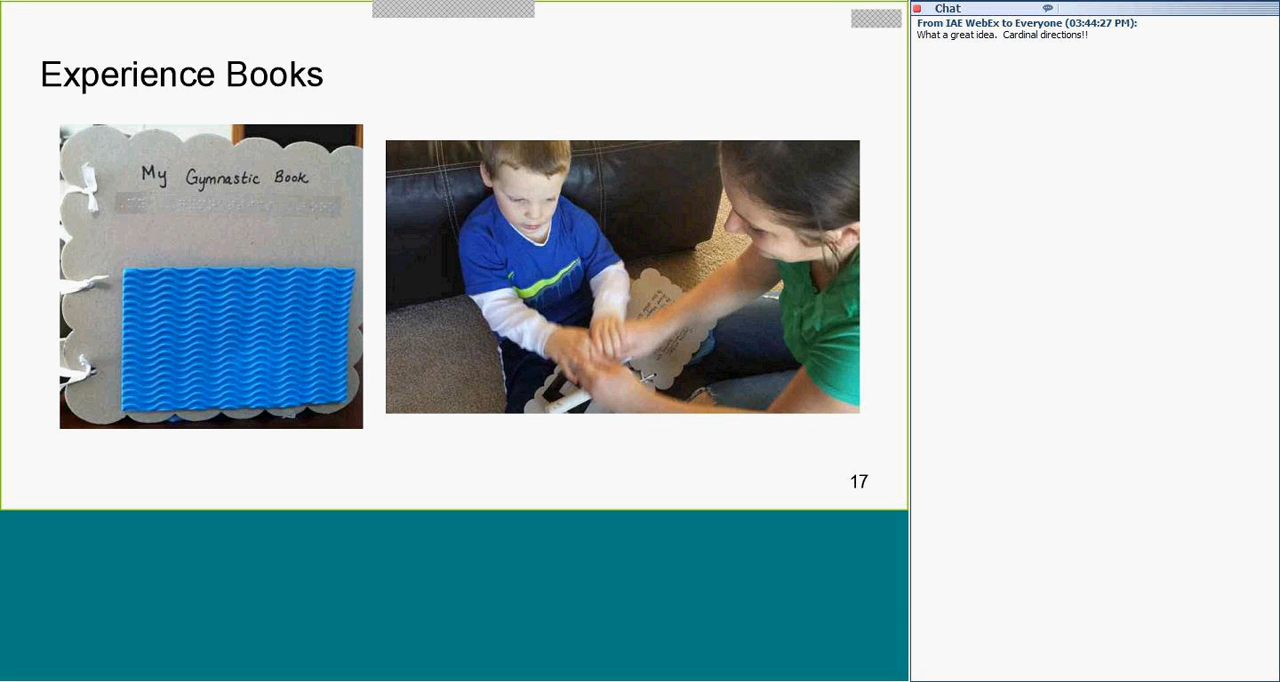 Experience Books
My Gymnastic Book
17
Chat
From IAE WebEx to Everyone (03:44:27 PM):
What a great idea.  Cardinal directions!!